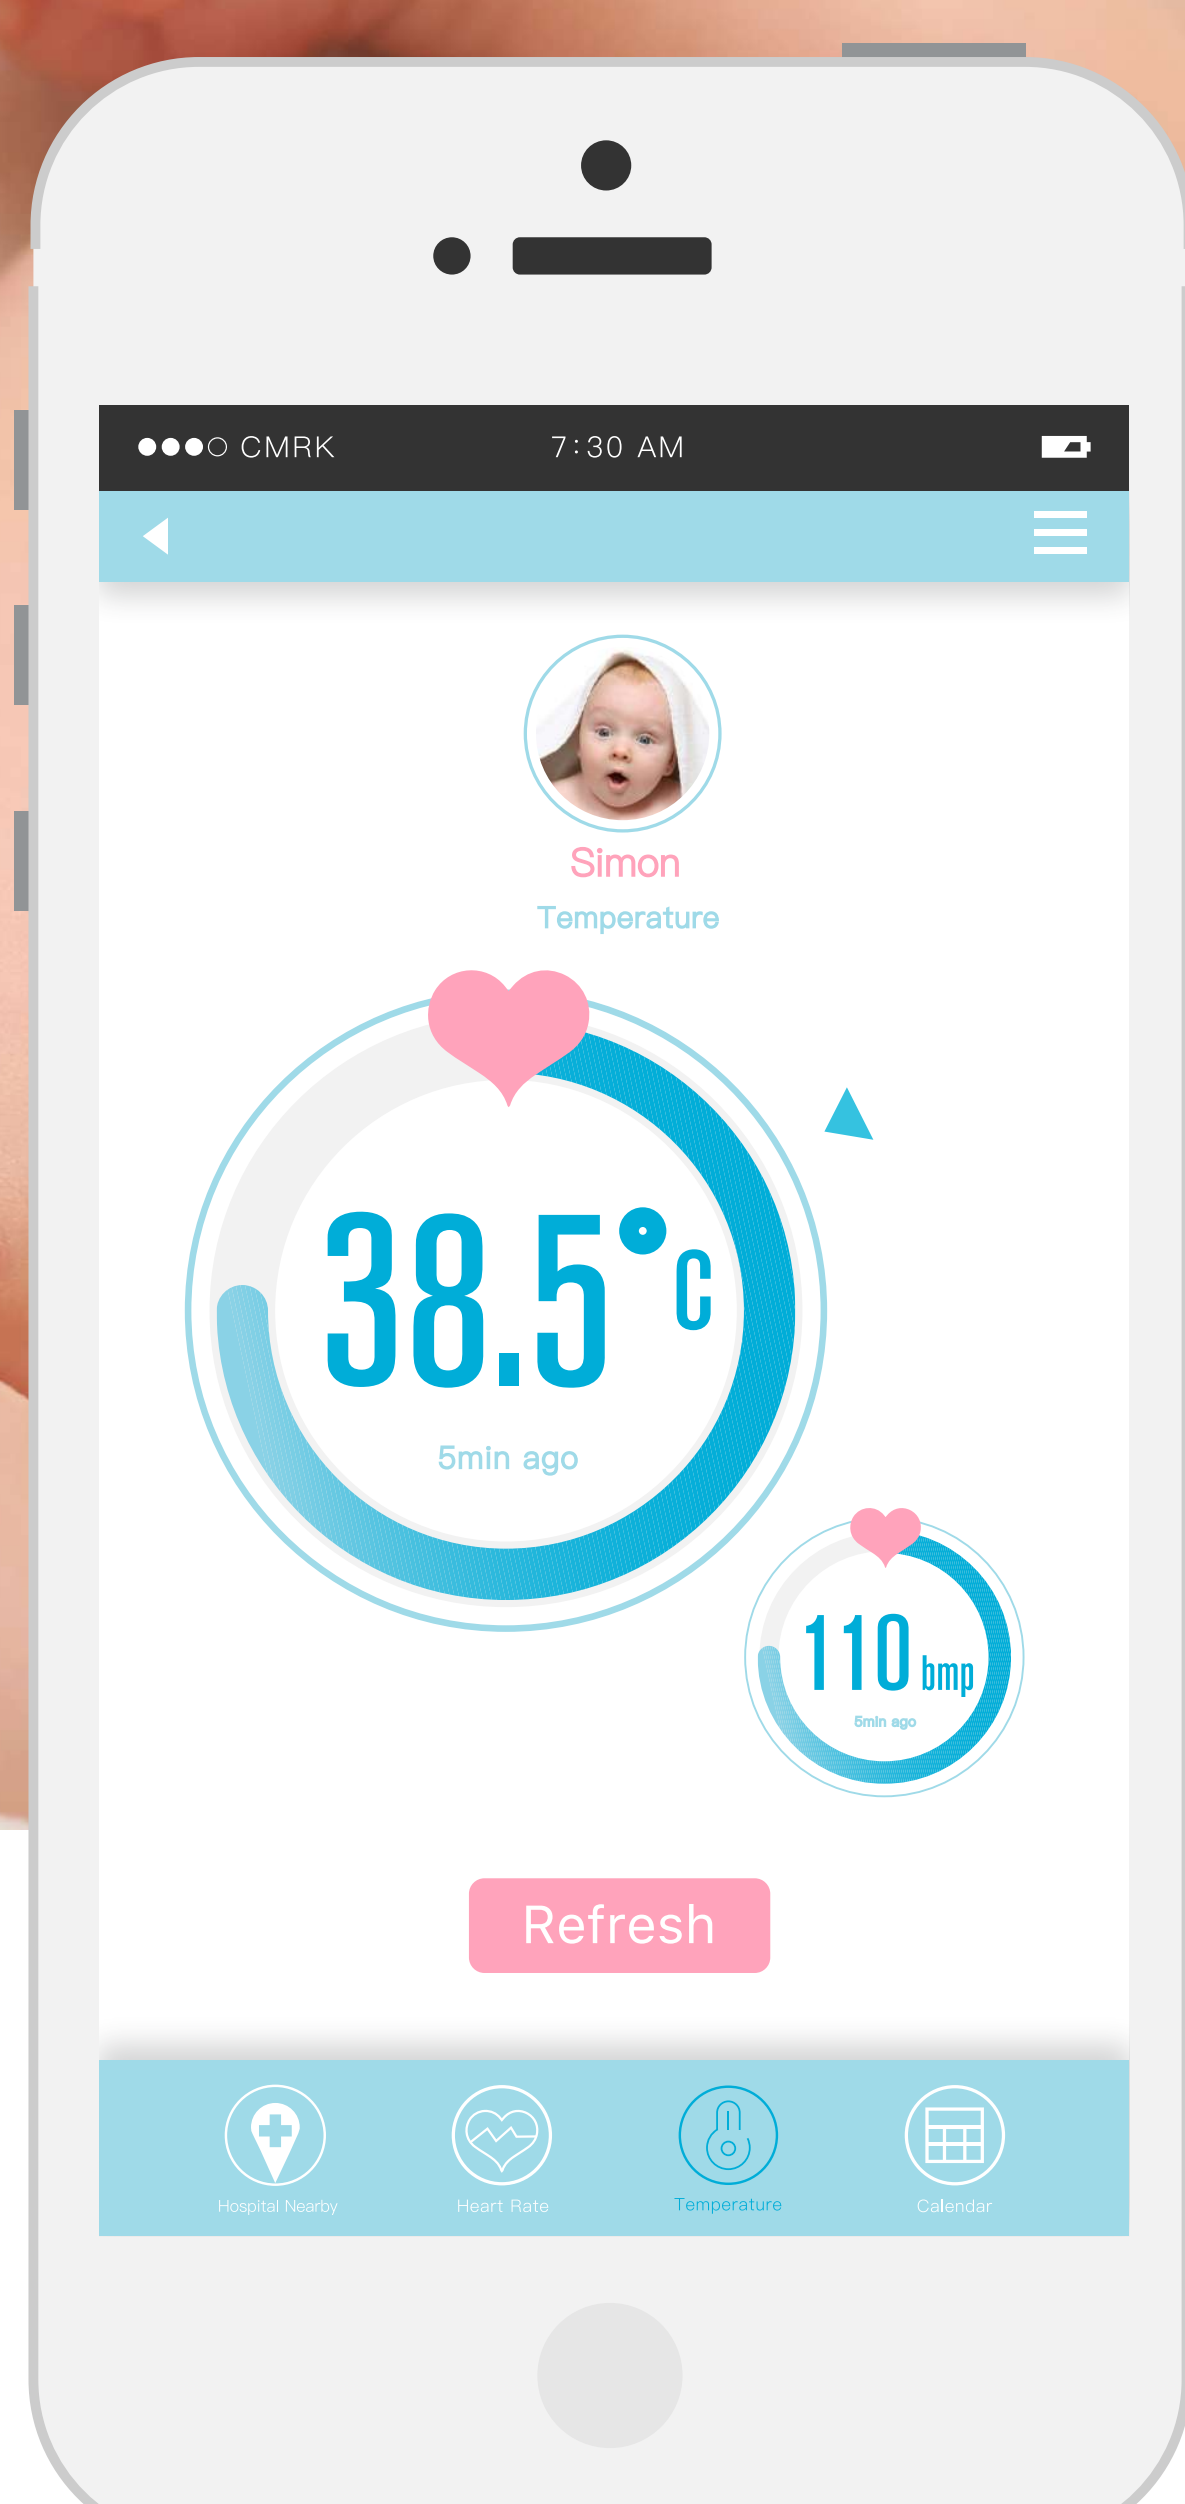 CMRK 7:30 AM
Simon
Temperature
38.5°C
5min ago
110 bmp
5min ago
Refresh
Hospital Nearby Heart Rate Temperature Calendar